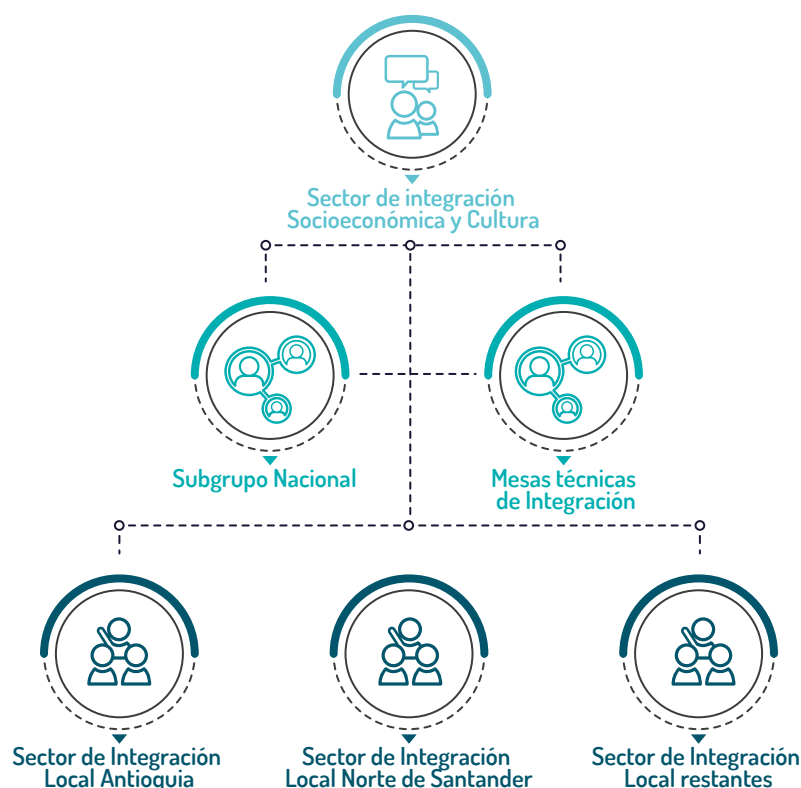 Sector de integración
Socioeconómica y Cultura
Subgrupo Nacional
Mesas técnicas
de Integración
Sector de Integración
Local Antioquia
Sector de Integración
Local Norte de Santander
Sector de Integración
Local restantes